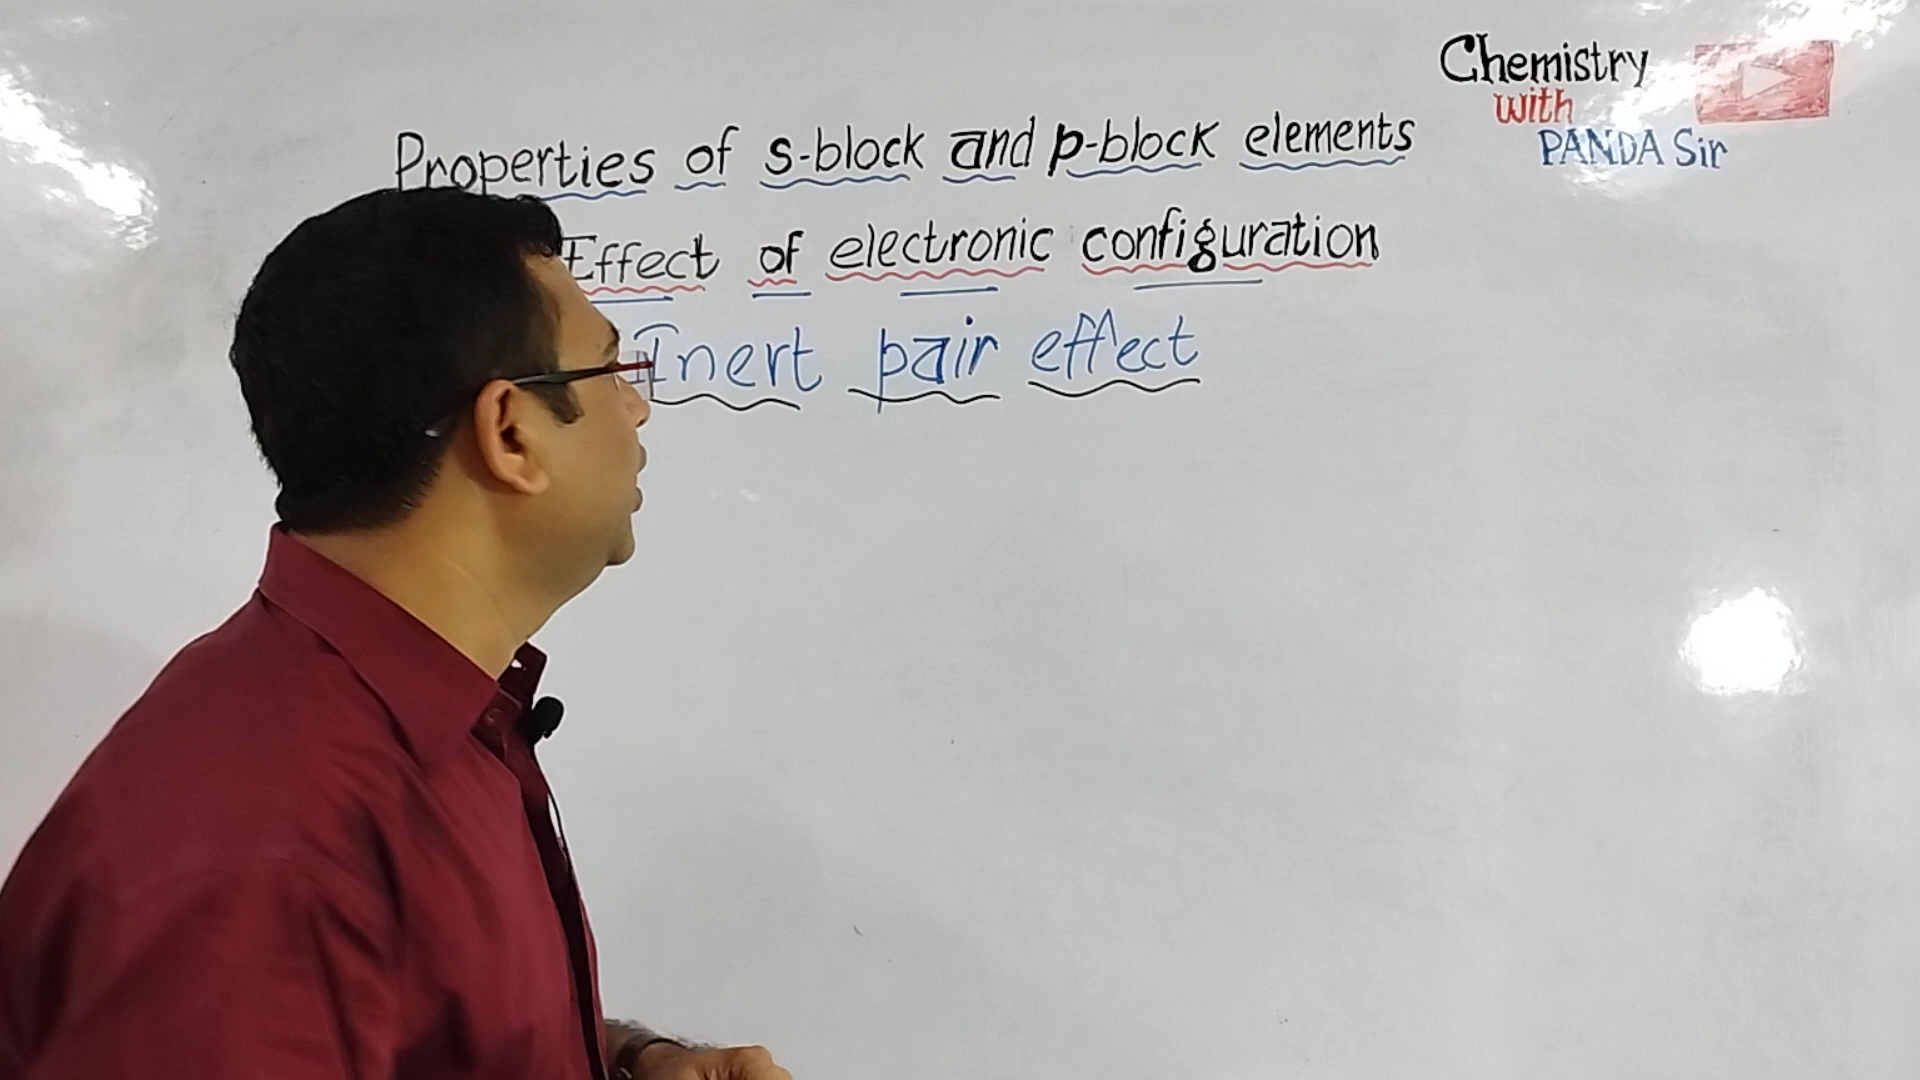 Chemistry
with
PANDA Sir
Properties of s-block and p-block elements
Effect of electronic configuration
Inert pair effect